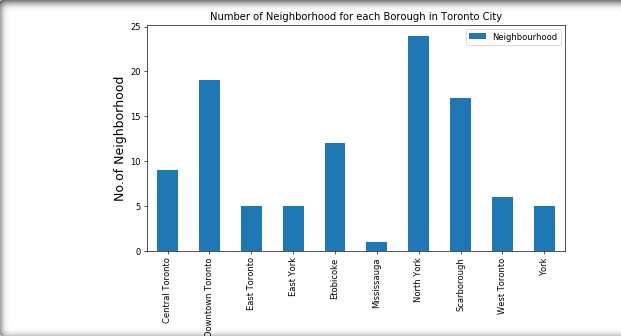 Number of Neighborhood for each Borough in Toronto City
Neighbourhood
No.of Neighborhood
25
20
15
10
5
0
Central Toronto
Downtown Toronto
East Toronto
East York
Etobicoke
Mississauga
North York
Scarborough
West Toronto
York